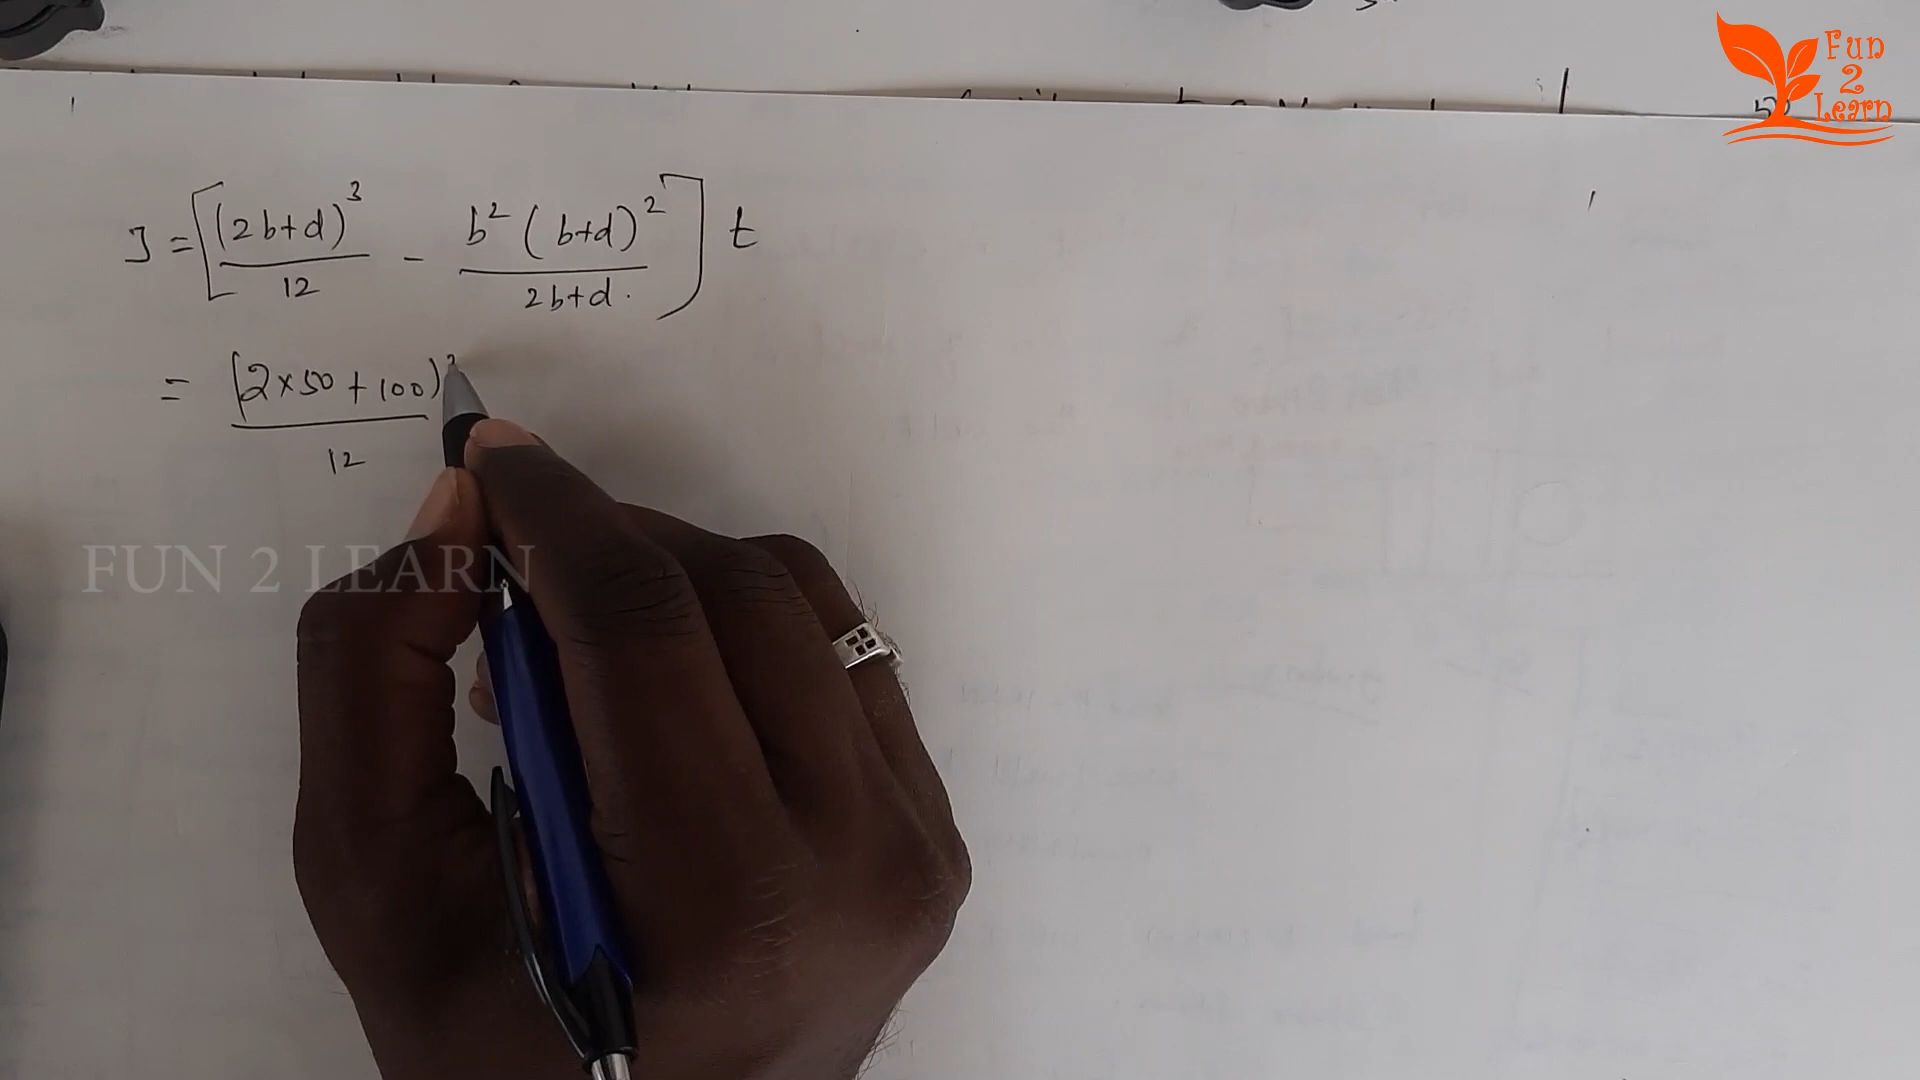 Fun
2
Learn
J = [(2b+d)³/12 - b²(b+d)²/2b+d.] t
= (2×50+100)³/12
FUN 2 LEARN